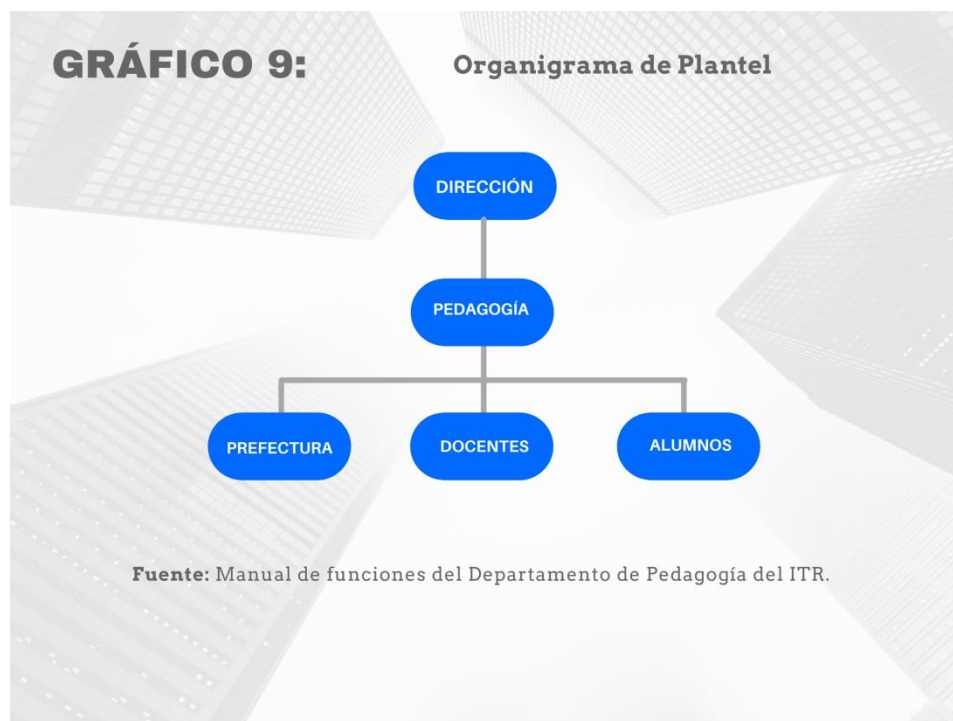 GRÁFICO 9:
Organigrama de Plantel
DIRECCIÓN
PEDAGOGÍA
PREFECTURA
DOCENTES
ALUMNOS
Fuente: Manual de funciones del Departamento de Pedagogía del ITR.